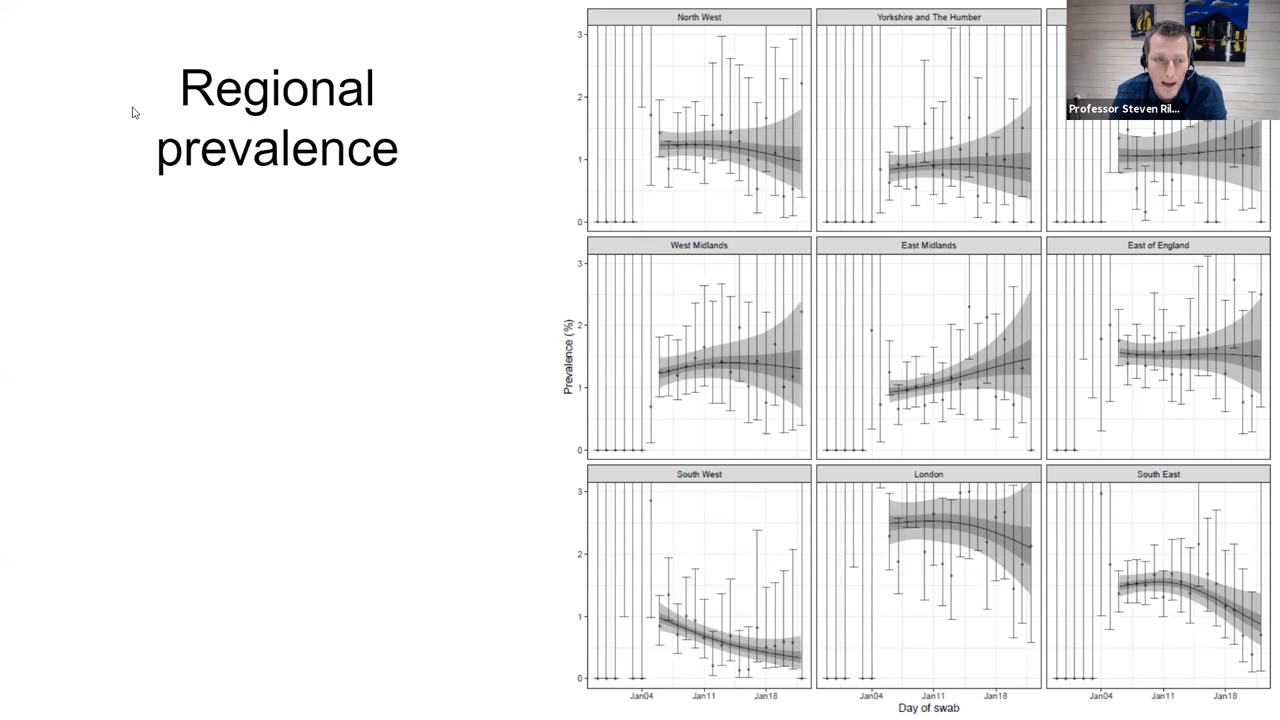 Regional
prevalence
North West
Yorkshire and The Humber
Professor Steven Ril...
3
2
1
0
West Midlands
East Midlands
East of England
3
2
1
0
Prevalence (%)
South West
London
South East
3
2
1
0
Jan04
Jan11
Jan18
Jan04
Jan11
Jan18
Jan04
Jan11
Jan18
Day of swab